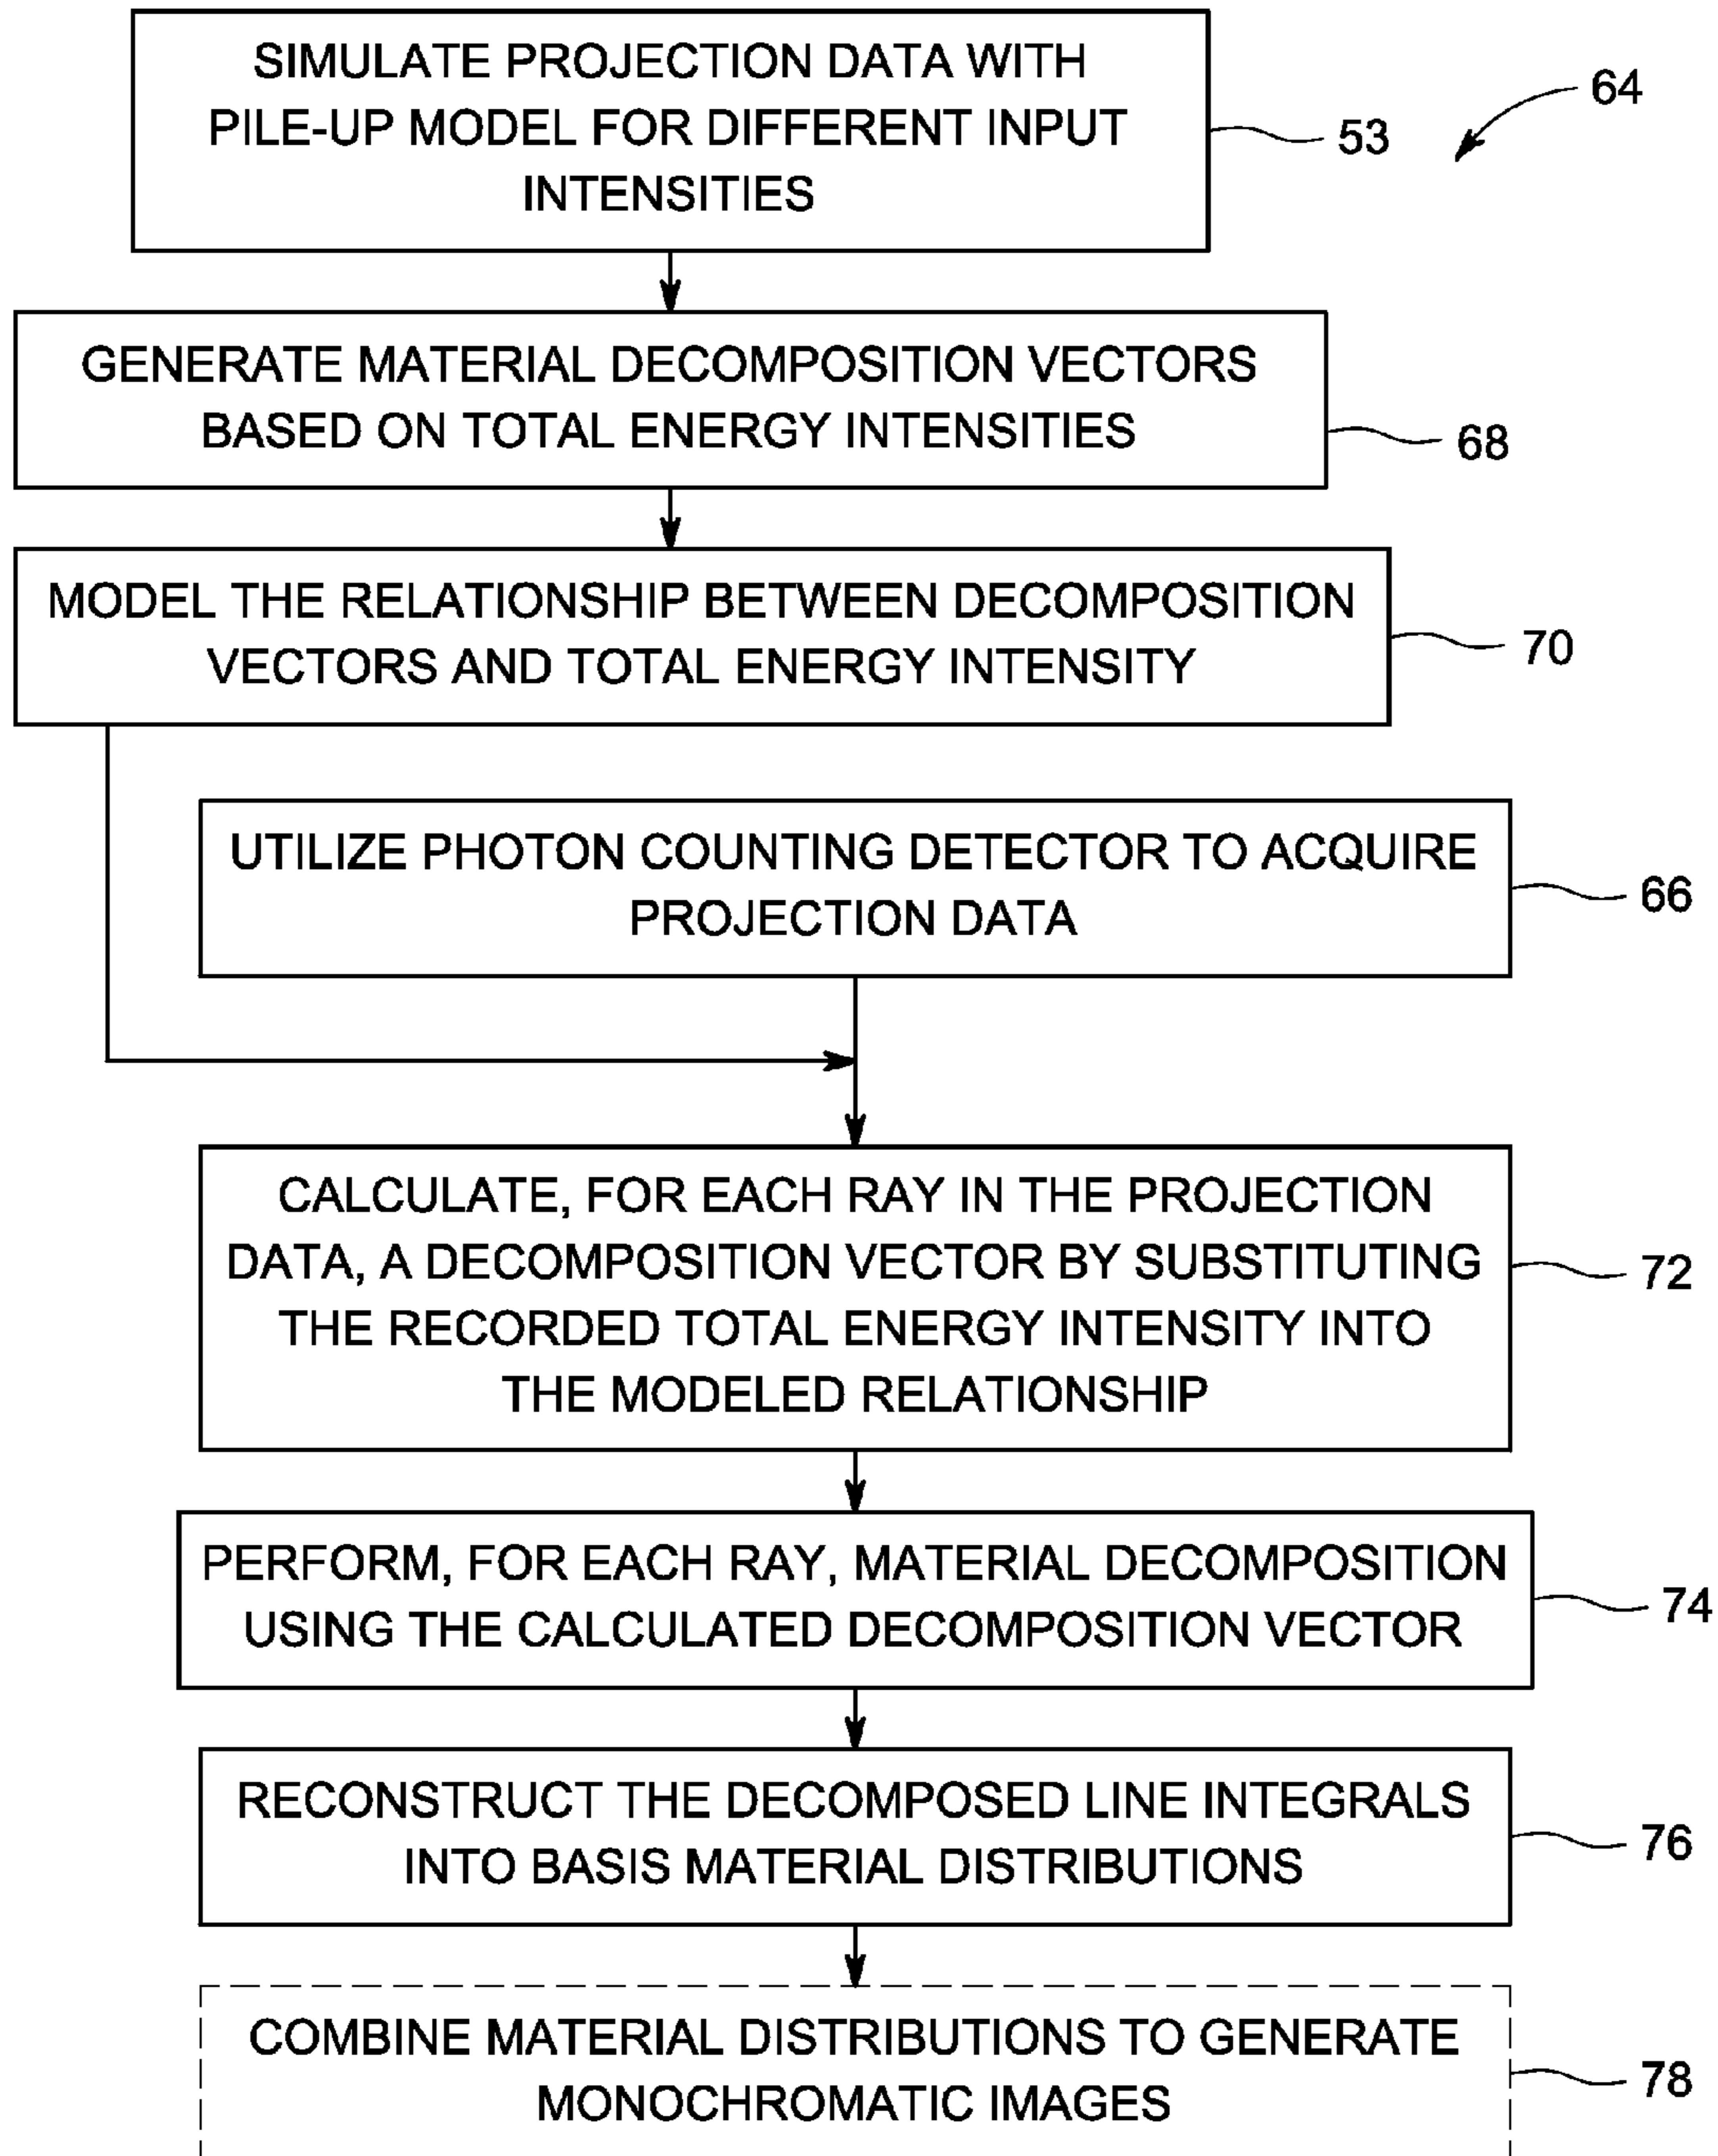 SIMULATE PROJECTION DATA WITH
PILE-UP MODEL FOR DIFFERENT INPUT
INTENSITIES
53
64
GENERATE MATERIAL DECOMPOSITION VECTORS
BASED ON TOTAL ENERGY INTENSITIES
68
MODEL THE RELATIONSHIP BETWEEN DECOMPOSITION
VECTORS AND TOTAL ENERGY INTENSITY
70
UTILIZE PHOTON COUNTING DETECTOR TO ACQUIRE
PROJECTION DATA
66
CALCULATE, FOR EACH RAY IN THE PROJECTION
DATA, A DECOMPOSITION VECTOR BY SUBSTITUTING
THE RECORDED TOTAL ENERGY INTENSITY INTO
THE MODELED RELATIONSHIP
72
PERFORM, FOR EACH RAY, MATERIAL DECOMPOSITION
USING THE CALCULATED DECOMPOSITION VECTOR
74
RECONSTRUCT THE DECOMPOSED LINE INTEGRALS
INTO BASIS MATERIAL DISTRIBUTIONS
76
COMBINE MATERIAL DISTRIBUTIONS TO GENERATE
MONOCHROMATIC IMAGES
78